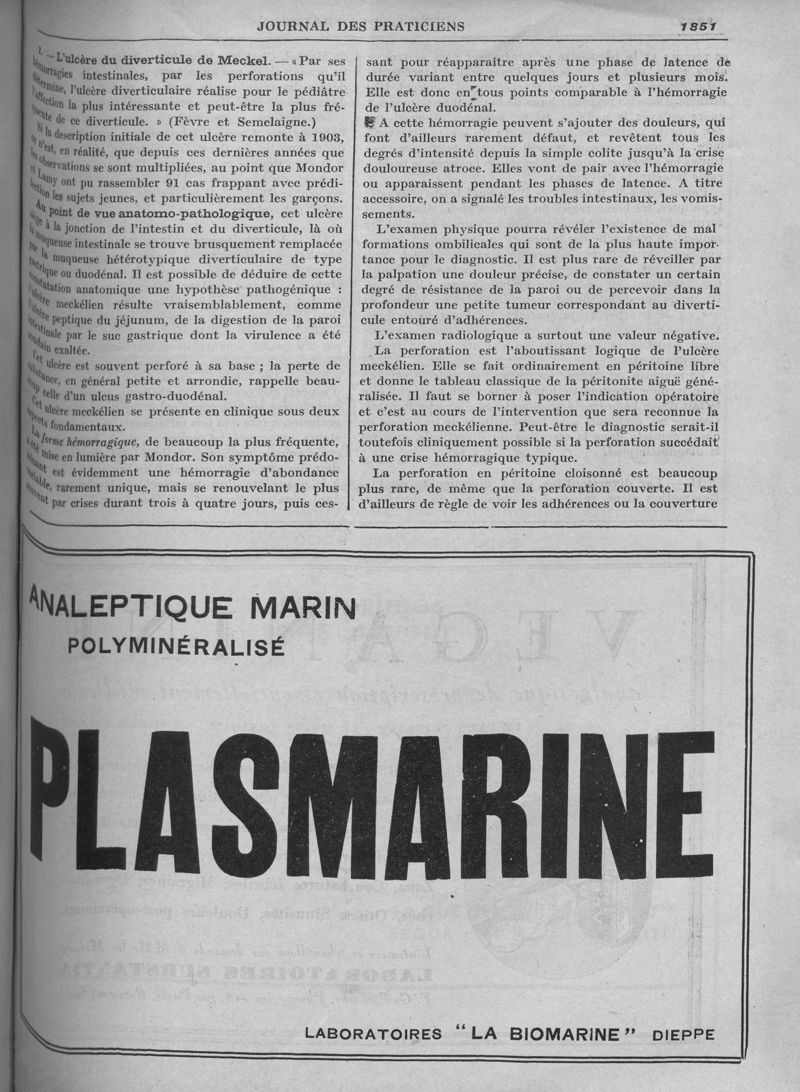 JOURNAL DES PRATICIENS 1851
I. — L'ulcère du diverticule de Meckel. — « Par ses
hémorragies intestinales, par les perforations qu'il
détermine, l'ulcère diverticulaire réalise pour le pédiâtre
l'affection la plus intéressante et peut-être la plus fré-
quente de ce diverticule. » (Fèvre et Semelaigne.)
Si la description initiale de cet ulcère remonte à 1903,
ce n'est, en réalité, que depuis ces dernières années que
les observations se sont multipliées, au point que Mondor
et Lamy ont pu rassembler 91 cas frappant avec prédi-
lection les sujets jeunes, et particulièrement les garçons.
Au point de vue anatomo-pathologique, cet ulcère
siège à la jonction de l'intestin et du diverticule, là où
la muqueuse intestinale se trouve brusquement remplacée
par la muqueuse hétérotypique diverticulaire de type
gastrique ou duodénal. Il est possible de déduire de cette
constatation anatomique une hypothèse pathogénique :
l'ulcère meckélien résulte vraisemblablement, comme
l'ulcère peptique du jéjunum, de la digestion de la paroi
intestinale par le suc gastrique dont la virulence a été
soudain exaltée.
Cet ulcère est souvent perforé à sa base ; la perte de
substance, en général petite et arrondie, rappelle beau-
coup celle d'un ulcus gastro-duodénal.
Cet ulcère meckélien se présente en clinique sous deux
aspects fondamentaux.
La forme hémorragique, de beaucoup la plus fréquente,
a été mise en lumière par Mondor. Son symptôme prédo-
minant est évidemment une hémorragie d'abondance
variable, rarement unique, mais se renouvelant le plus
souvent par crises durant trois à quatre jours, puis ces-
sant pour réapparaître après une phase de latence de
durée variant entre quelques jours et plusieurs mois.
Elle est donc en tous points comparable à l'hémorragie
de l'ulcère duodénal.
A cette hémorragie peuvent s'ajouter des douleurs, qui
font d'ailleurs rarement défaut, et revêtent tous les
degrés d'intensité depuis la simple colite jusqu'à la crise
douloureuse atroce. Elles vont de pair avec l'hémorragie
ou apparaissent pendant les phases de latence. A titre
accessoire, on a signalé les troubles intestinaux, les vomis-
sements.
L'examen physique pourra révéler l'existence de mal
formations ombilicales qui sont de la plus haute impor-
tance pour le diagnostic. Il est plus rare de réveiller par
la palpation une douleur précise, de constater un certain
degré de résistance de la paroi ou de percevoir dans la
profondeur une petite tumeur correspondant au diverti-
cule entouré d'adhérences.
L'examen radiologique a surtout une valeur négative.
La perforation est l'aboutissant logique de l'ulcère
meckélien. Elle se fait ordinairement en péritoine libre
et donne le tableau classique de la péritonite aiguë géné-
ralisée. Il faut se borner à poser l'indication opératoire
et c'est au cours de l'intervention que sera reconnue la
perforation meckélienne. Peut-être le diagnostic serait-il
toutefois cliniquement possible si la perforation succédait
à une crise hémorragique typique.
La perforation en péritoine cloisonné est beaucoup
plus rare, de même que la perforation couverte. Il est
d'ailleurs de règle de voir les adhérences ou la couverture
ANALEPTIQUE MARIN
POLYMINÉRALISÉ
PLASMARINE
LABORATOIRES "LA BIOMARINE" DIEPPE